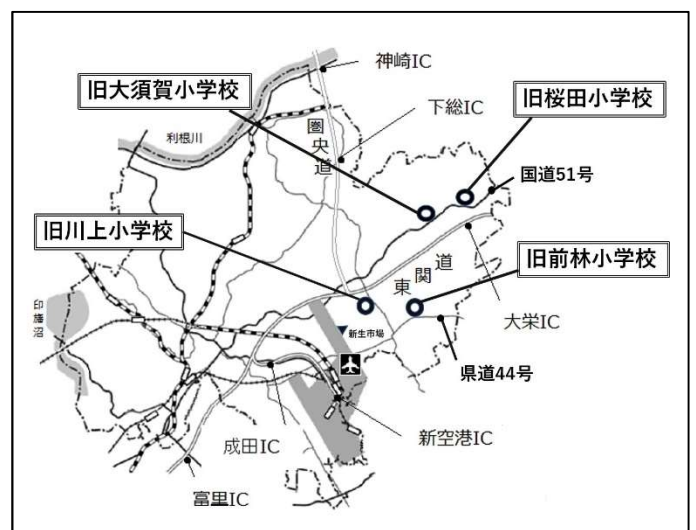 神崎IC
旧大須賀小学校
下総IC
旧桜田小学校
利根川
圏央道
国道51号
旧川上小学校
東関道
旧前林小学校
印旛沼
新生市場
大栄IC
県道44号
成田IC
新空港IC
富里IC